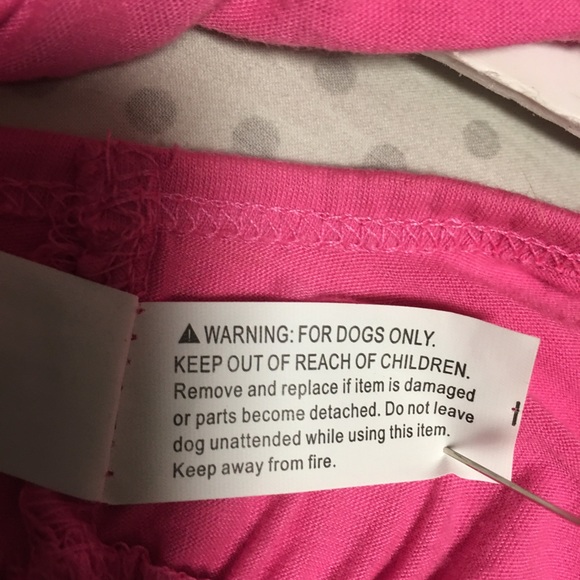 ⚠ WARNING: FOR DOGS ONLY.
KEEP OUT OF REACH OF CHILDREN.
Remove and replace if item is damaged
or parts become detached. Do not leave
dog unattended while using this item.
Keep away from fire.